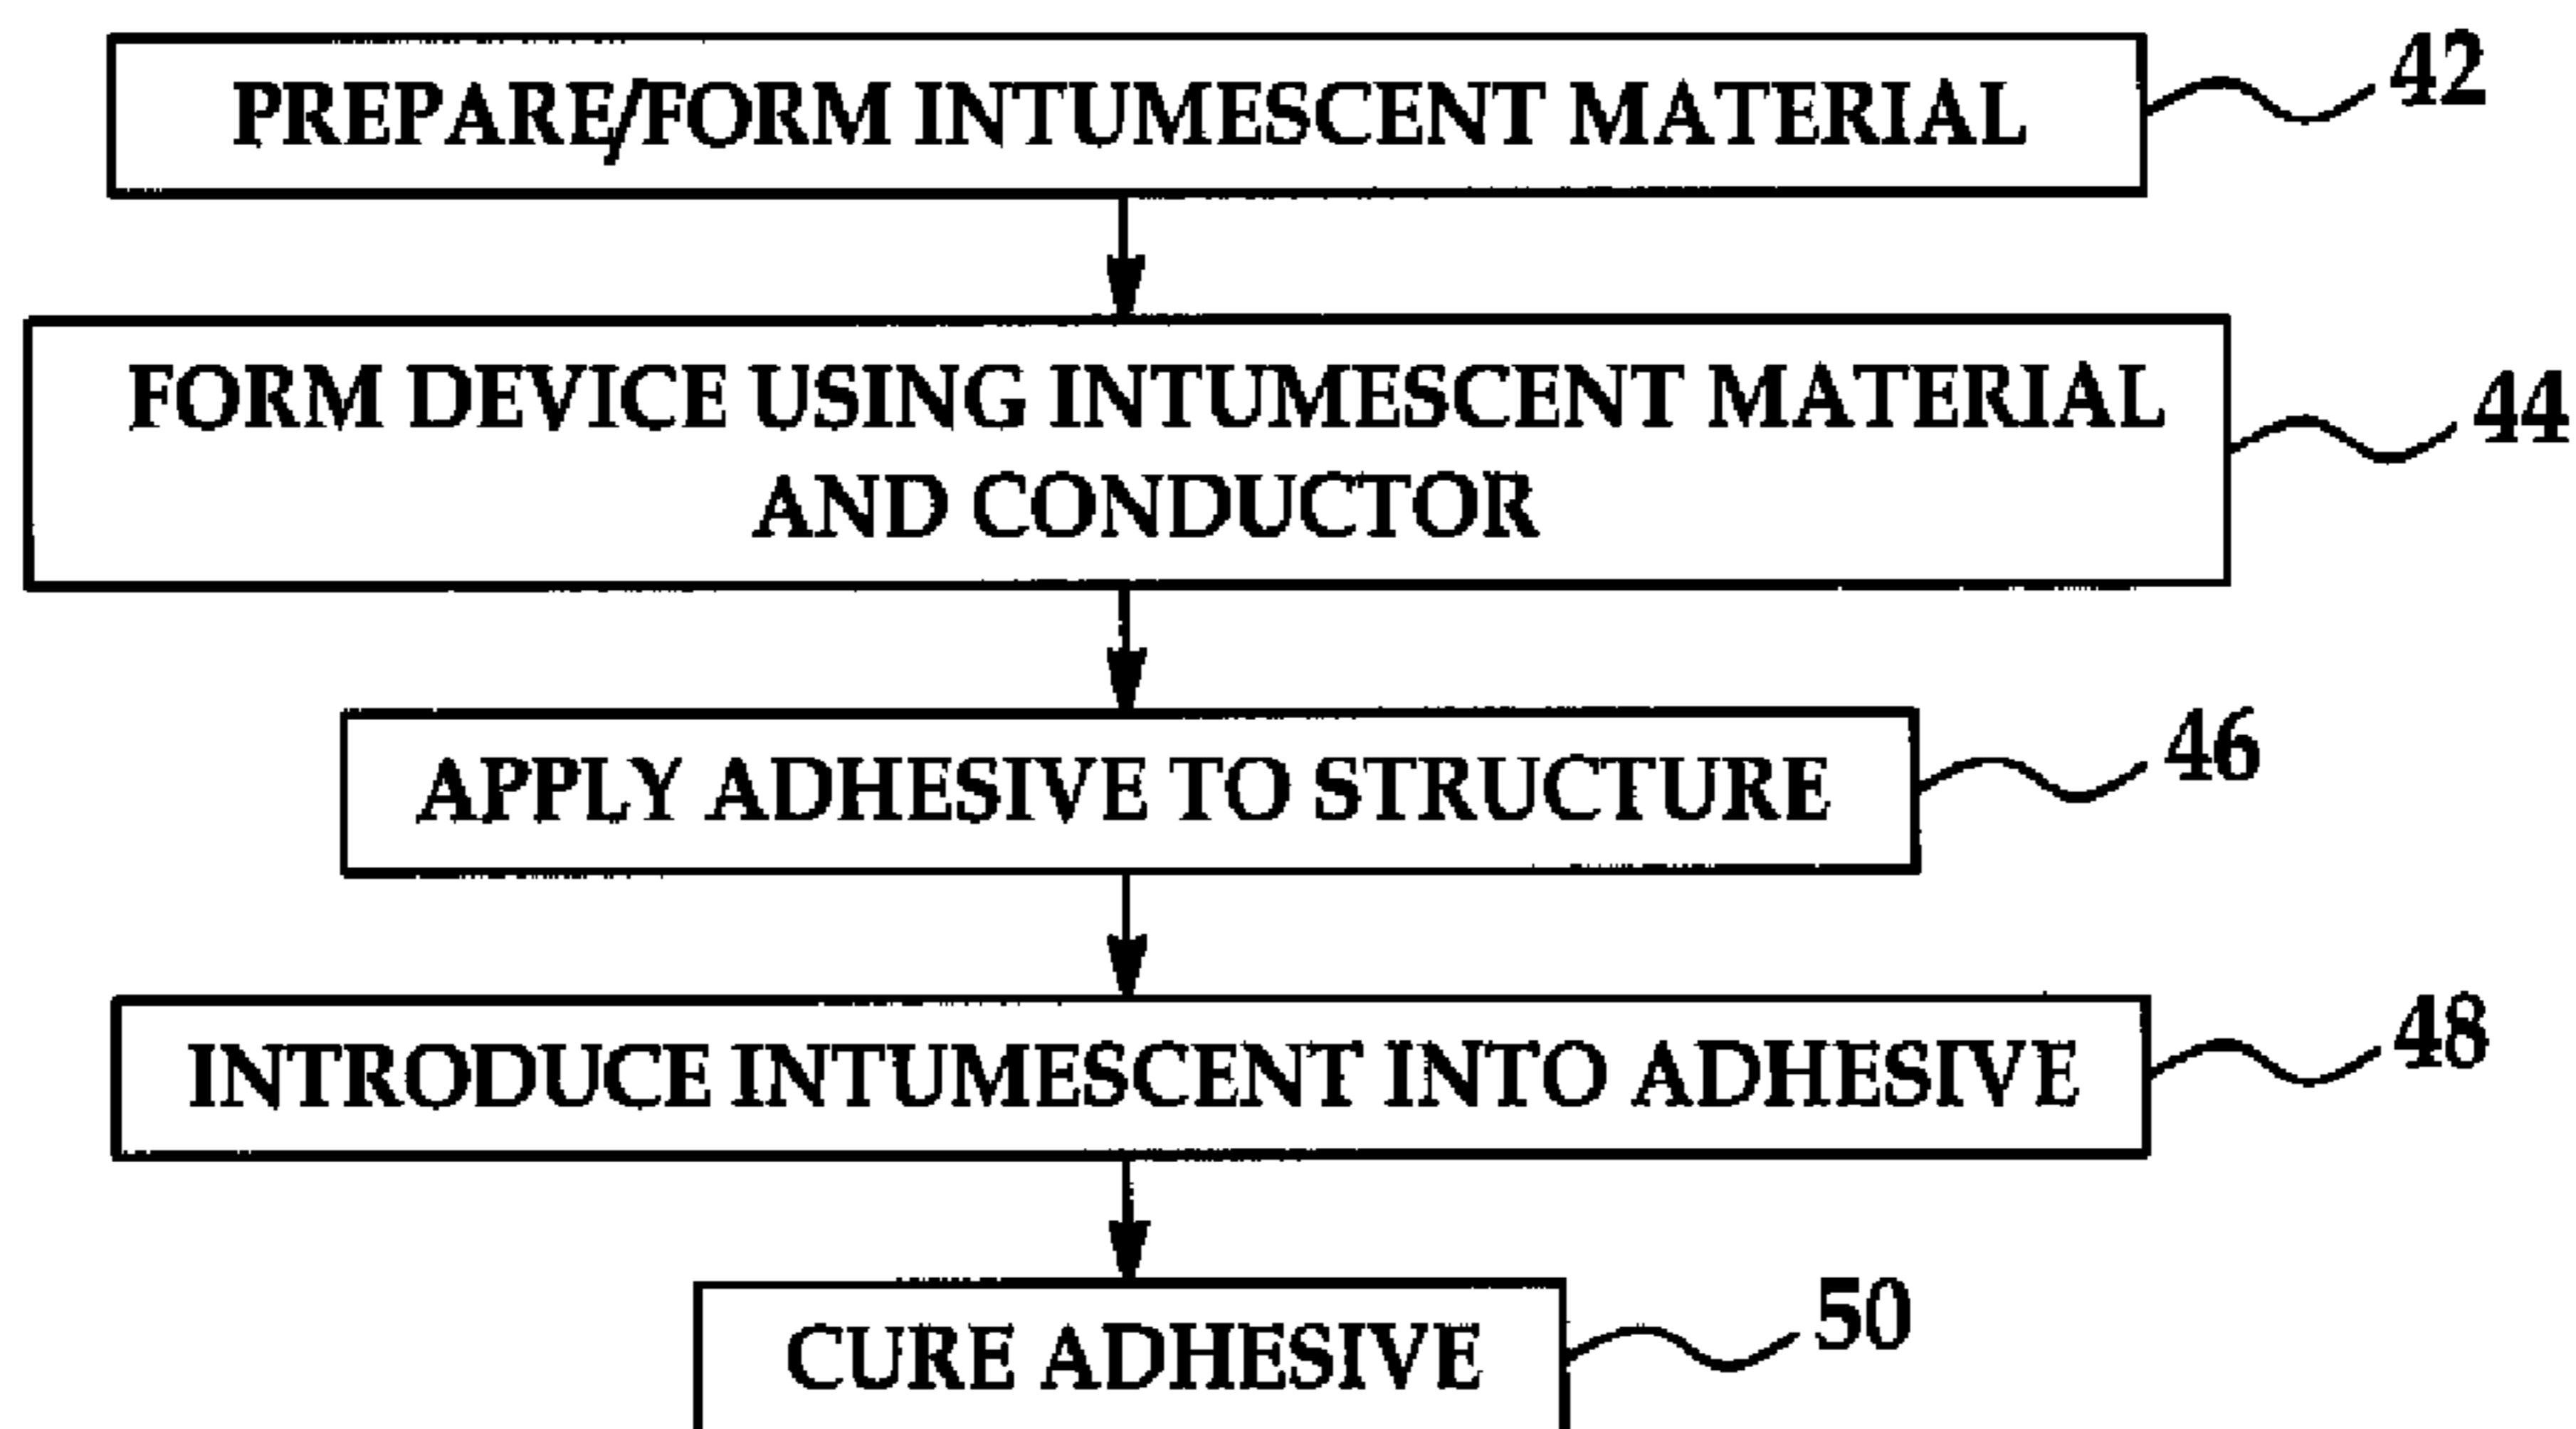 PREPARE/FORM INTUMESCENT MATERIAL
42
FORM DEVICE USING INTUMESCENT MATERIAL
AND CONDUCTOR
44
APPLY ADHESIVE TO STRUCTURE
46
INTRODUCE INTUMESCENT INTO ADHESIVE
48
CURE ADHESIVE
50